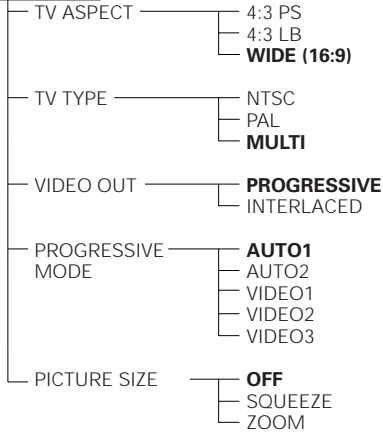 TV ASPECT 4:3 PS
4:3 LB
WIDE (16:9)
TV TYPE NTSC
PAL
MULTI
VIDEO OUT PROGRESSIVE
INTERLACED
PROGRESSIVE AUTO1
MODE AUTO2
VIDEO1
VIDEO2
VIDEO3
PICTURE SIZE OFF
SQUEEZE
ZOOM